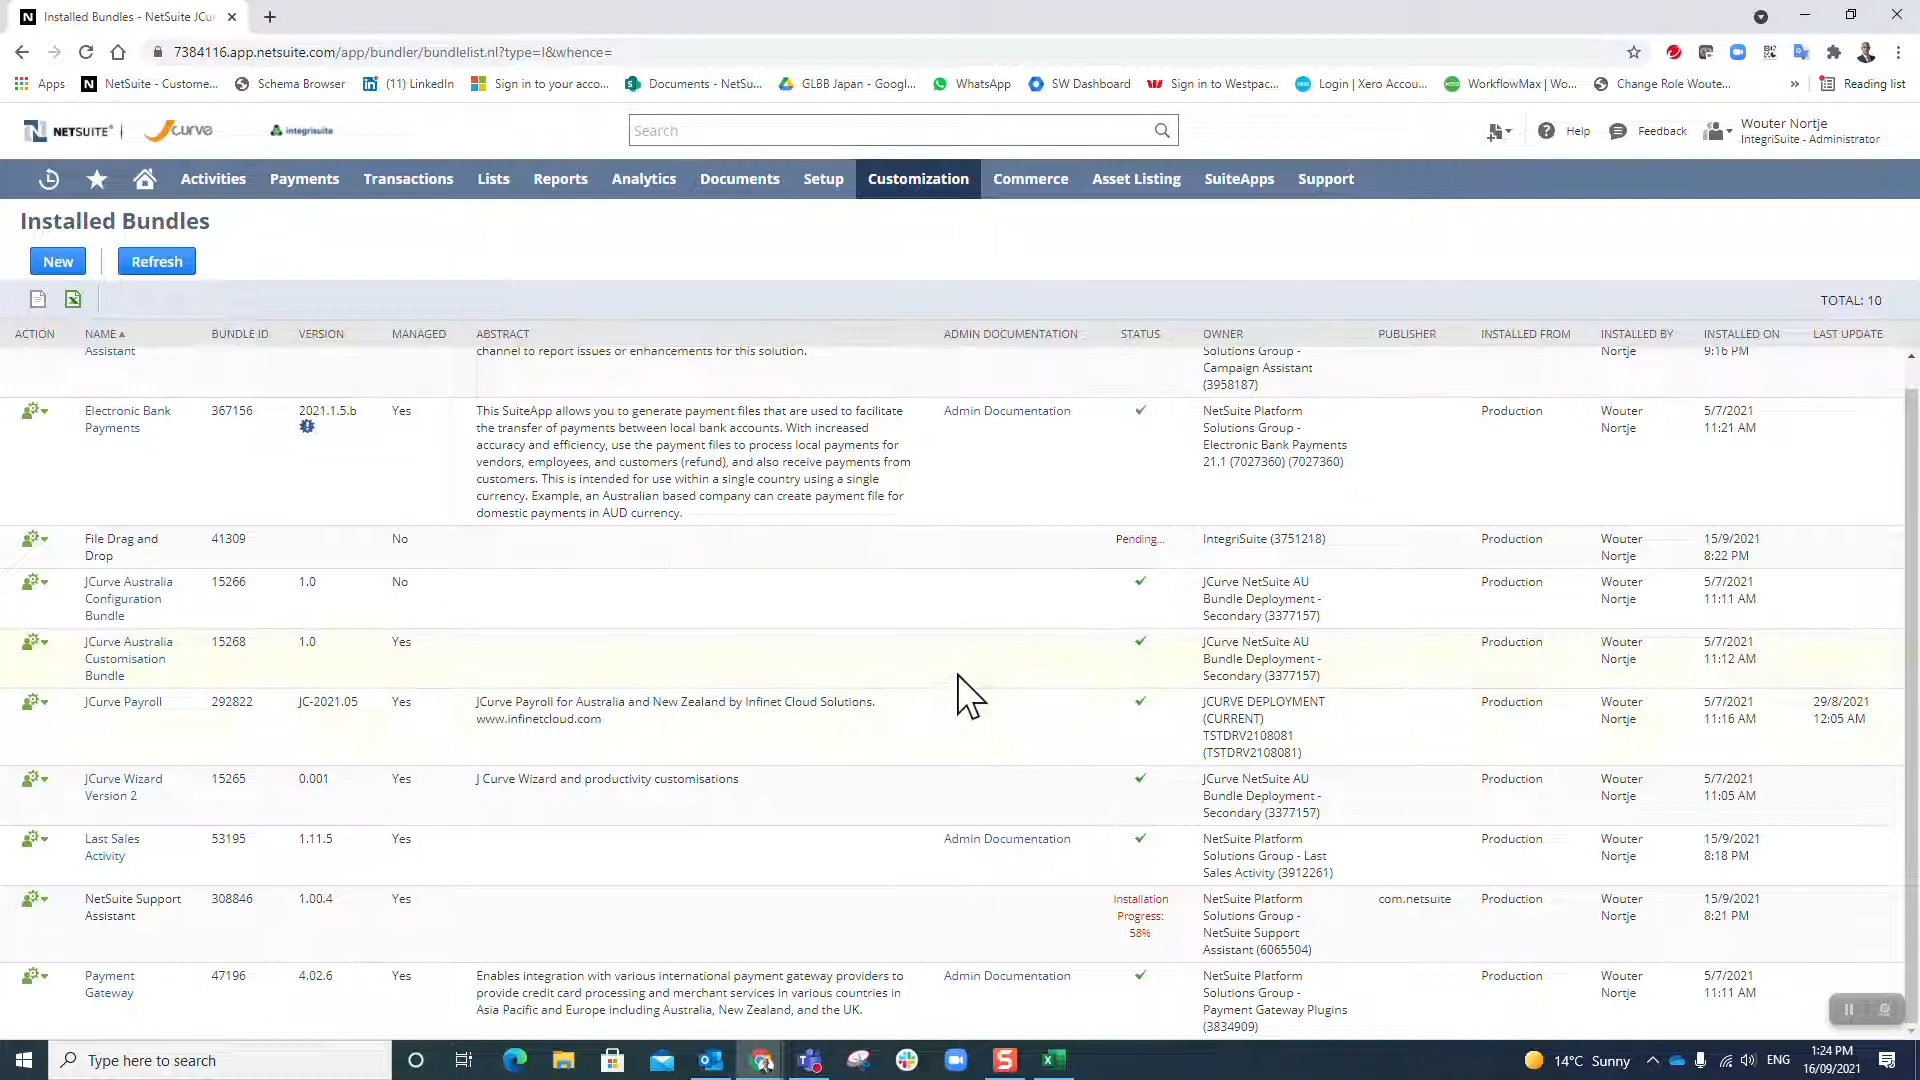 Installed Bundles - NetSuite JCu
7384116.app.netsuite.com/app/bundler/bundlelist.nl?type=I&whence=
Apps
NetSuite - Custome...
Schema Browser
(11) LinkedIn
Sign in to your acco...
Documents - NetSu...
GLBB Japan - Googl...
WhatsApp
SW Dashboard
Sign in to Westpac...
Login | Xero Accou...
WorkflowMax | Wo...
Change Role Woute...
»
Reading list
NETSUITE
Jcurve
integrisuite
Search
Help
Feedback
Wouter Nortje
IntegriSuite - Administrator
Activities
Payments
Transactions
Lists
Reports
Analytics
Documents
Setup
Customization
Commerce
Asset Listing
SuiteApps
Support
Installed Bundles
New
Refresh
TOTAL: 10
ACTION
NAME
BUNDLE ID
VERSION
MANAGED
ABSTRACT
ADMIN DOCUMENTATION
STATUS
OWNER
PUBLISHER
INSTALLED FROM
INSTALLED BY
INSTALLED ON
LAST UPDATE
Assistant
channel to report issues or enhancements for this solution.
Solutions Group -
Campaign Assistant
(3958187)
Nortje
9:16 PM
Electronic Bank
Payments
367156
2021.1.5.b
Yes
This SuiteApp allows you to generate payment files that are used to facilitate
the transfer of payments between local bank accounts. With increased
accuracy and efficiency, use the payment files to process local payments for
vendors, employees, and customers (refund), and also receive payments from
customers. This is intended for use within a single country using a single
currency. Example, an Australian based company can create payment file for
domestic payments in AUD currency.
Admin Documentation
NetSuite Platform
Solutions Group -
Electronic Bank Payments
21.1 (7027360) (7027360)
Production
Wouter
Nortje
5/7/2021
11:21 AM
File Drag and
Drop
41309
No
Pending...
IntegriSuite (3751218)
Production
Wouter
Nortje
15/9/2021
8:22 PM
JCurve Australia
Configuration
Bundle
15266
1.0
No
JCurve NetSuite AU
Bundle Deployment -
Secondary (3377157)
Production
Wouter
Nortje
5/7/2021
11:11 AM
JCurve Australia
Customisation
Bundle
15268
1.0
Yes
JCurve NetSuite AU
Bundle Deployment -
Secondary (3377157)
Production
Wouter
Nortje
5/7/2021
11:12 AM
JCurve Payroll
292822
JC-2021.05
Yes
JCurve Payroll for Australia and New Zealand by Infinet Cloud Solutions.
www.infinetcloud.com
JCURVE DEPLOYMENT
(CURRENT)
TSTDRV2108081
(TSTDRV2108081)
Production
Wouter
Nortje
5/7/2021
11:16 AM
29/8/2021
12:05 AM
JCurve Wizard
Version 2
15265
0.001
Yes
J Curve Wizard and productivity customisations
JCurve NetSuite AU
Bundle Deployment -
Secondary (3377157)
Production
Wouter
Nortje
5/7/2021
11:05 AM
Last Sales
Activity
53195
1.11.5
Yes
Admin Documentation
NetSuite Platform
Solutions Group - Last
Sales Activity (3912261)
Production
Wouter
Nortje
15/9/2021
8:18 PM
NetSuite Support
Assistant
308846
1.00.4
Yes
Installation
Progress:
58%
NetSuite Platform
Solutions Group -
NetSuite Support
Assistant (6065504)
com.netsuite
Production
Wouter
Nortje
15/9/2021
8:21 PM
Payment
Gateway
47196
4.02.6
Yes
Enables integration with various international payment gateway providers to
provide credit card processing and merchant services in various countries in
Asia Pacific and Europe including Australia, New Zealand, and the UK.
Admin Documentation
NetSuite Platform
Solutions Group -
Payment Gateway Plugins
(3834909)
Production
Wouter
Nortje
5/7/2021
11:11 AM
Type here to search
14°C Sunny
ENG
1:24 PM
16/09/2021